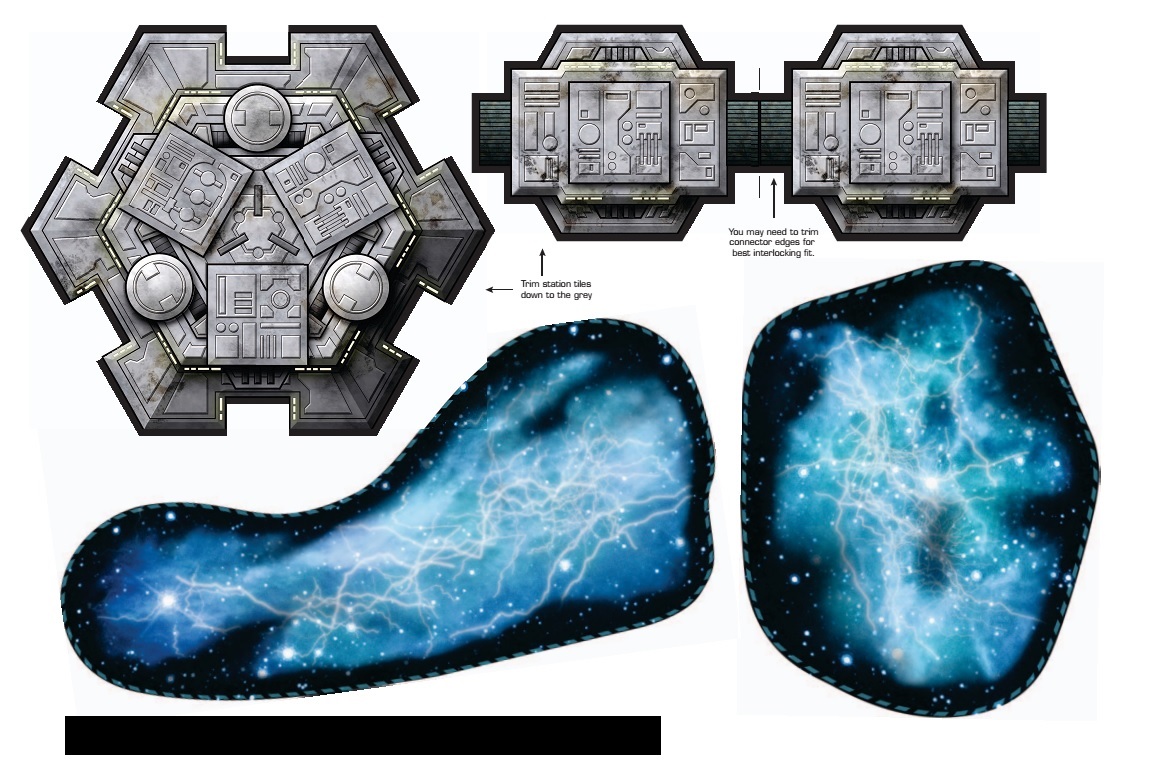 You may need to trim
connector edges for
best interlocking fit.
Trim station tiles
down to the grey